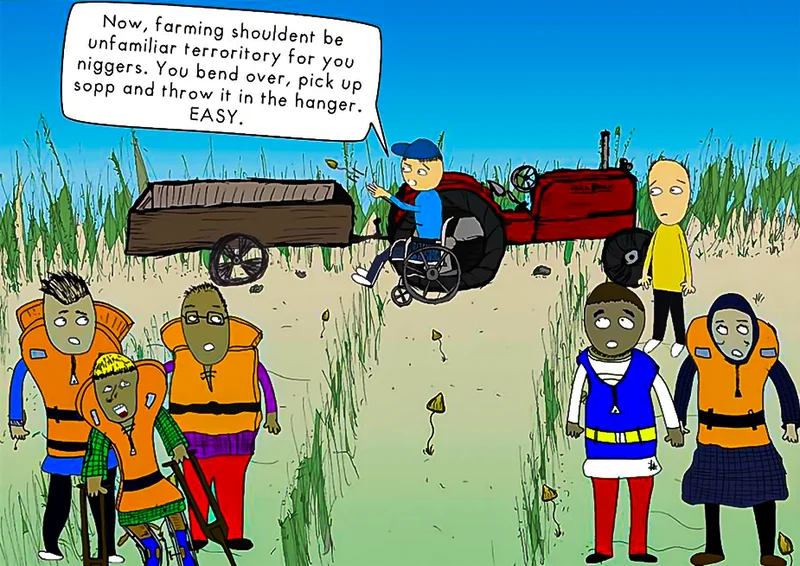 Now, farming shouldent be
unfamiliar terroritory for you
niggers. You bend over, pick up
sopp and throw it in the hanger.
EASY.